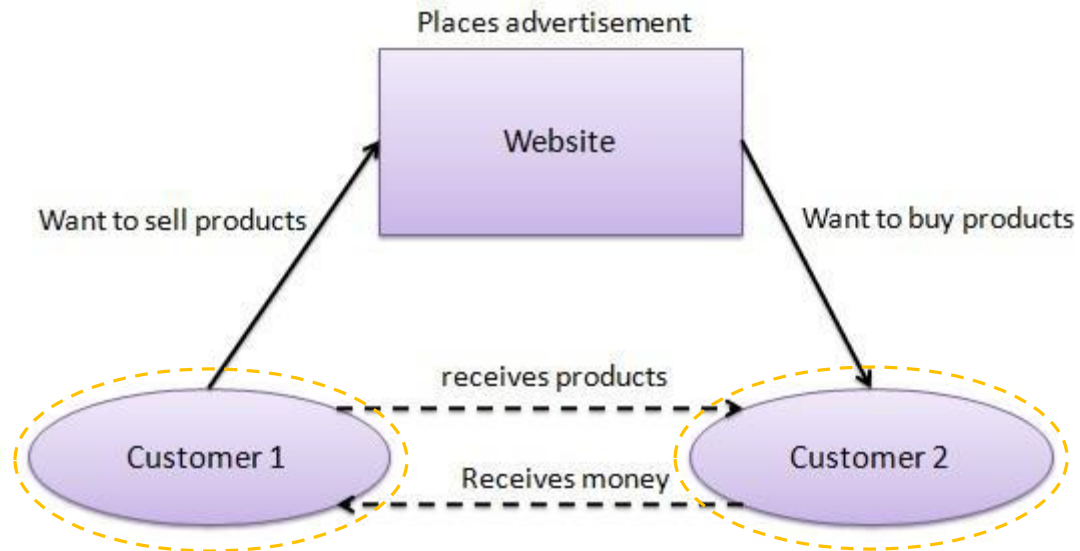 Places advertisement
Website
Want to sell products
Want to buy products
receives products
Customer 1
Customer 2
Receives money